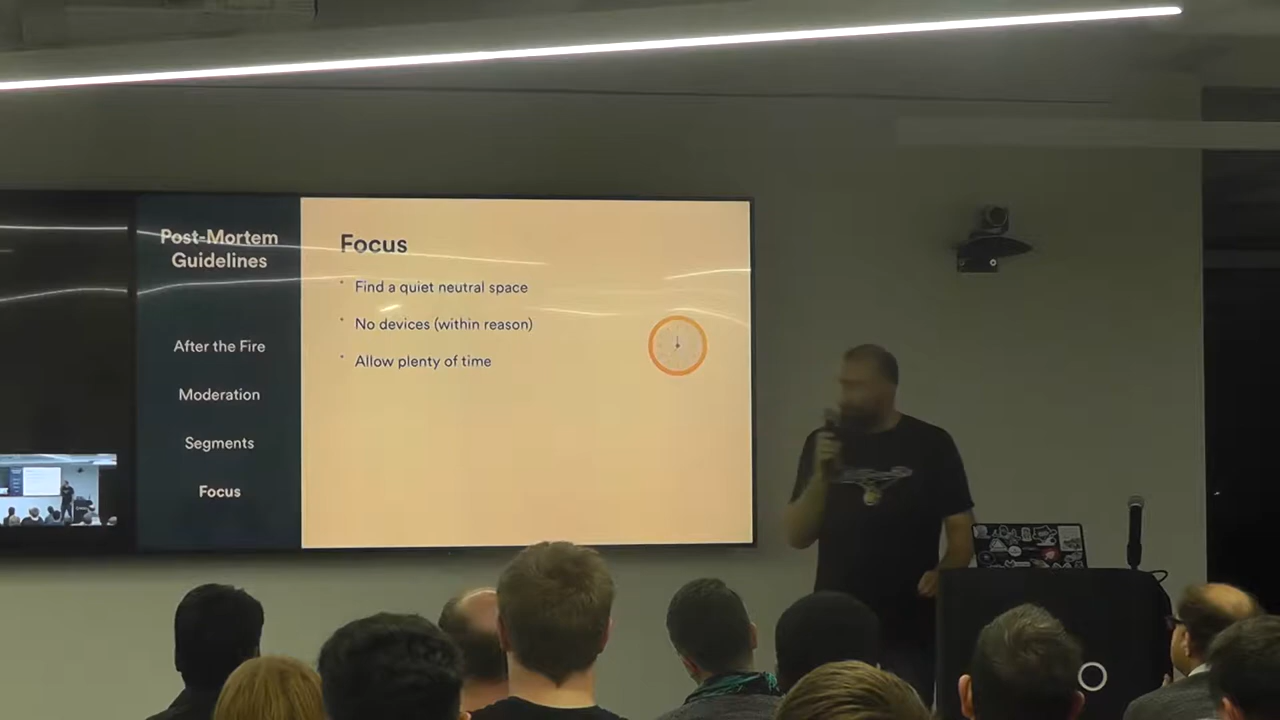 Post-Mortem
Guidelines
After the Fire
Moderation
Segments
Focus
Focus
Find a quiet neutral space
No devices (within reason)
Allow plenty of time